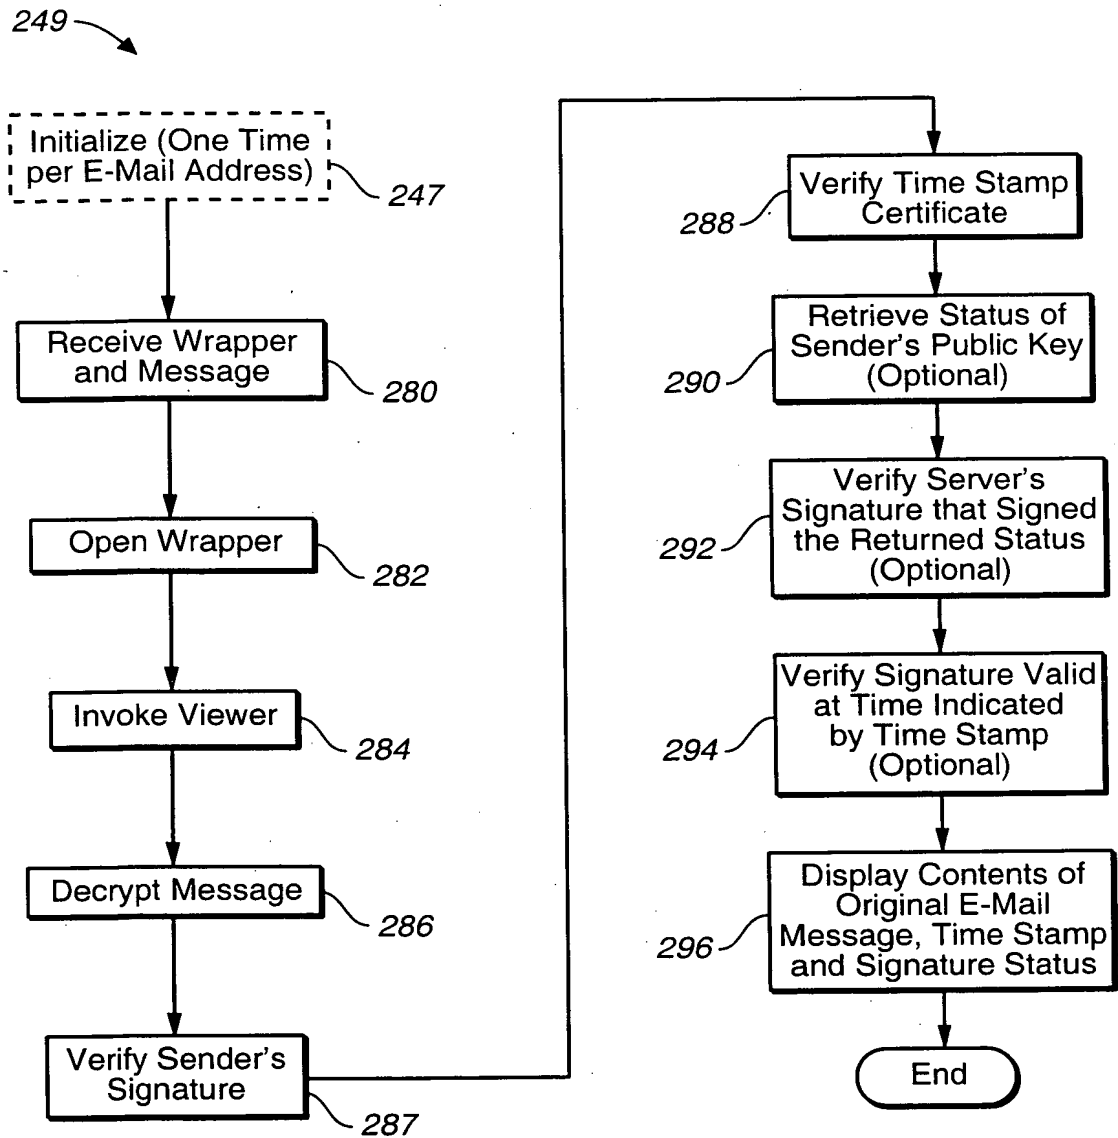 249
Initialize (One Time
per E-Mail Address)
247
Receive Wrapper
and Message
280
Open Wrapper
282
Invoke Viewer
284
Decrypt Message
286
Verify Sender's
Signature
287
Verify Time Stamp
Certificate
288
Retrieve Status of
Sender's Public Key
(Optional)
290
Verify Server's
Signature that Signed
the Returned Status
(Optional)
292
Verify Signature Valid
at Time Indicated
by Time Stamp
(Optional)
294
Display Contents of
Original E-Mail
Message, Time Stamp
and Signature Status
296
End